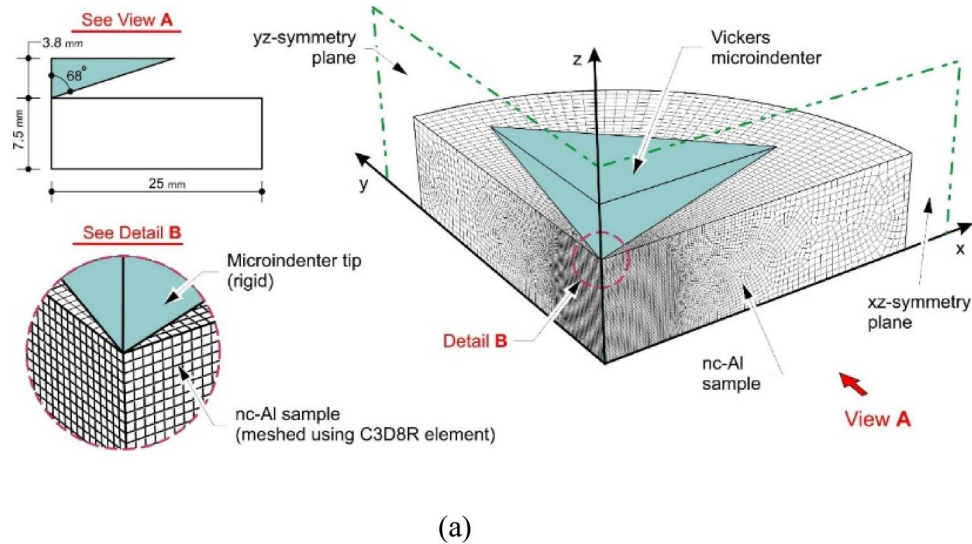 See View A
3.8 mm
68°
7.5 mm
25 mm
See Detail B
Microindenter tip
(rigid)
nc-Al sample
(meshed using C3D8R element)
yz-symmetry
plane
z
Vickers
microindenter
y
x
Detail B
nc-Al
sample
xz-symmetry
plane
View A
(a)